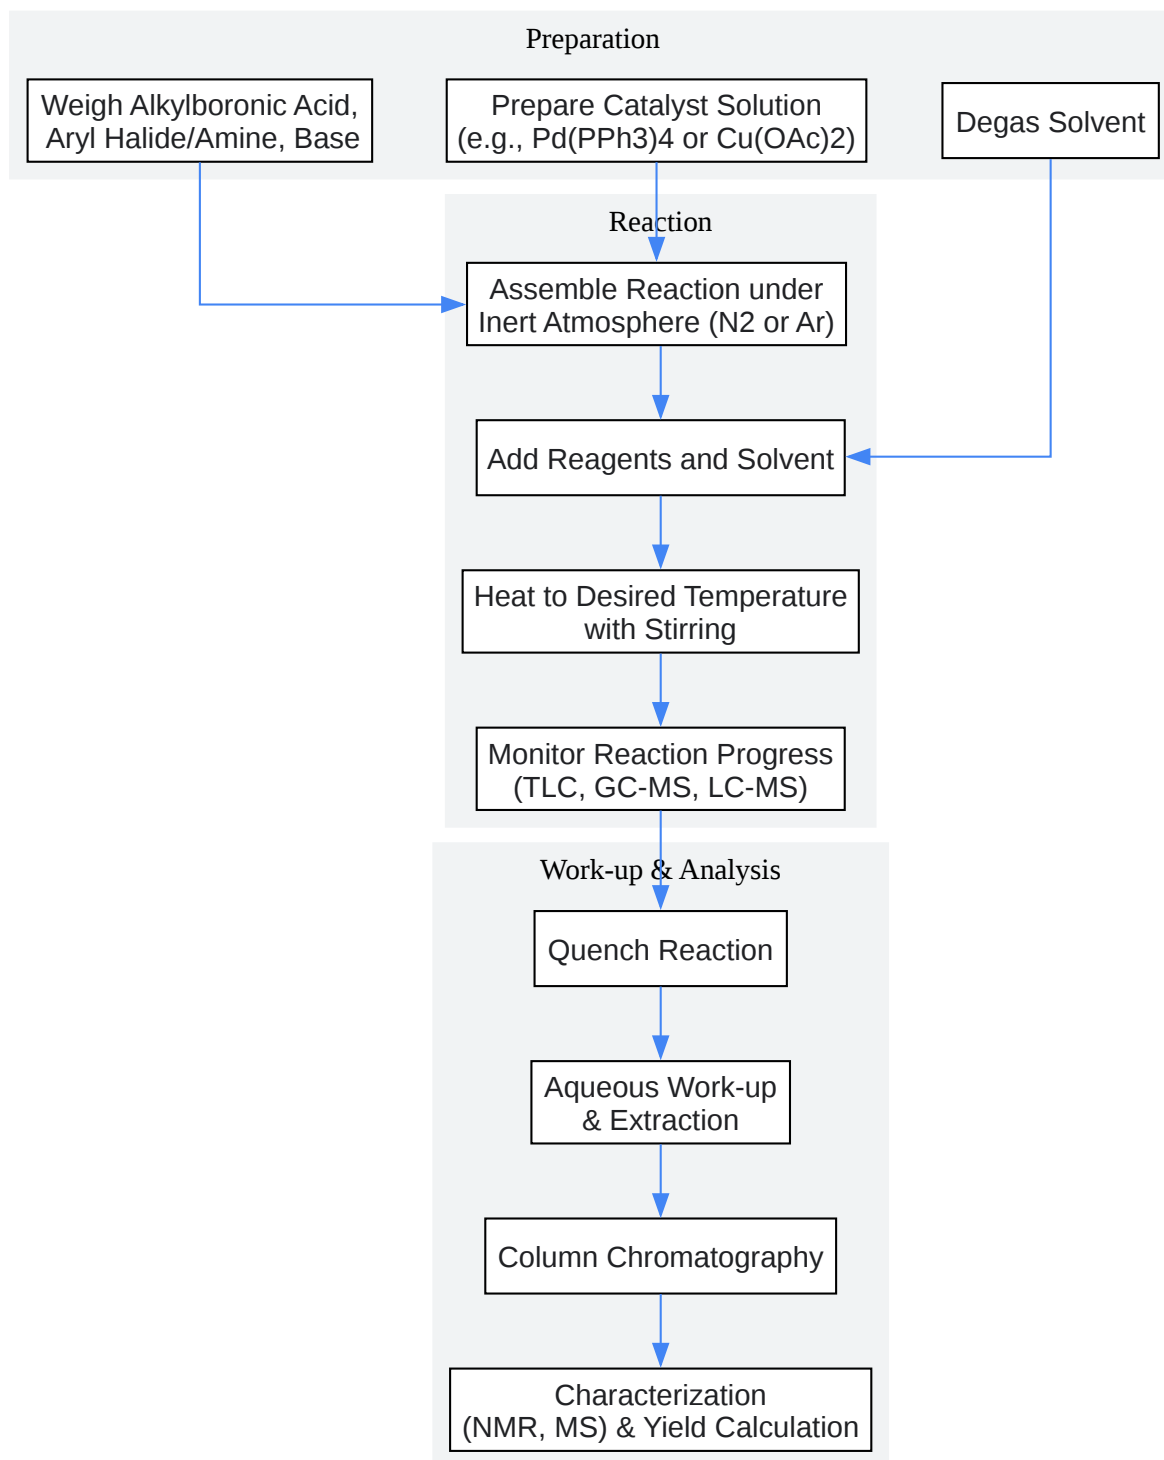 Preparation
Weigh Alkylboronic Acid,
Aryl Halide/Amine, Base
Prepare Catalyst Solution
(e.g., Pd(PPh3)4 or Cu(OAc)2)
Degas Solvent
Reaction
Assemble Reaction under
Inert Atmosphere (N2 or Ar)
Add Reagents and Solvent
Heat to Desired Temperature
with Stirring
Monitor Reaction Progress
(TLC, GC-MS, LC-MS)
Work-up & Analysis
Quench Reaction
Aqueous Work-up
& Extraction
Column Chromatography
Characterization
(NMR, MS) & Yield Calculation